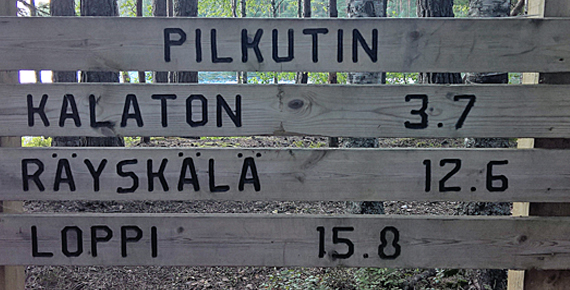 PILKUTIN
KALATON 3.7
RÄYSKÄLÄ 12.6
LOPPI 15.8